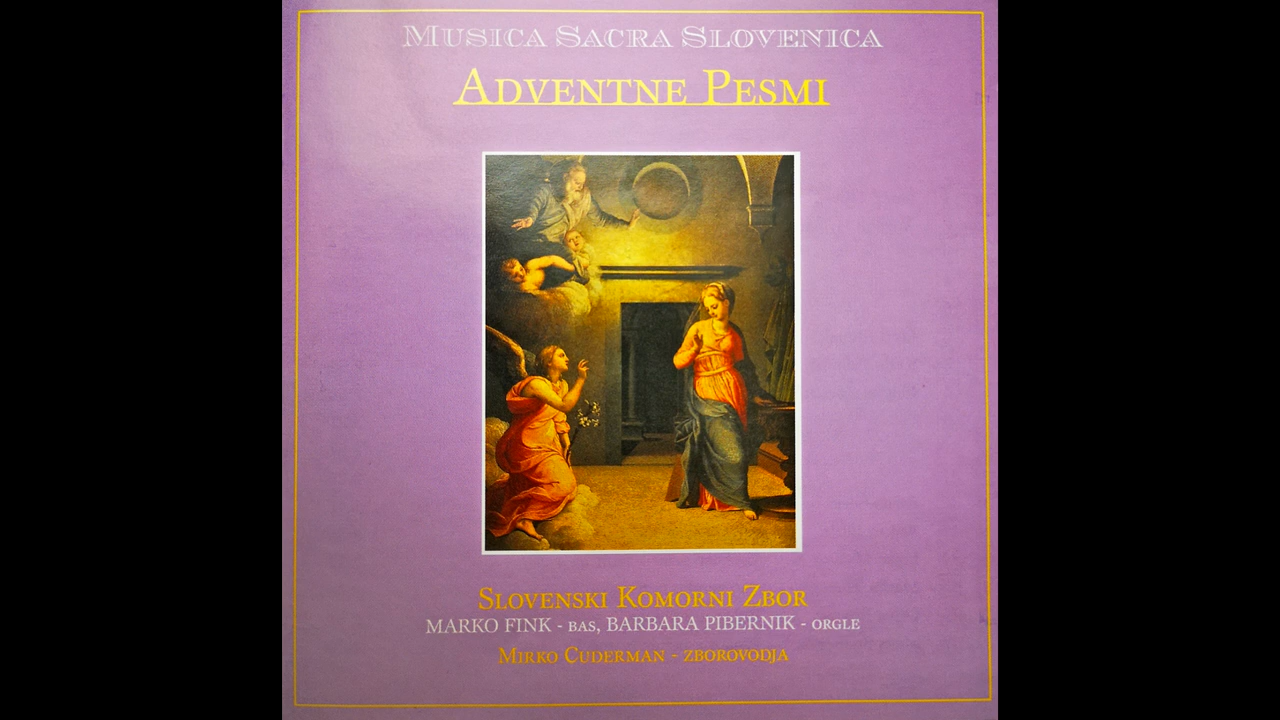 Musica Sacra Slovenica
Adventne Pesmi
Slovenski Komorni Zbor
MARKO FINK - BAS, BARBARA PIBERNIK - ORGLE
Mirko Cuderman - zborovodja